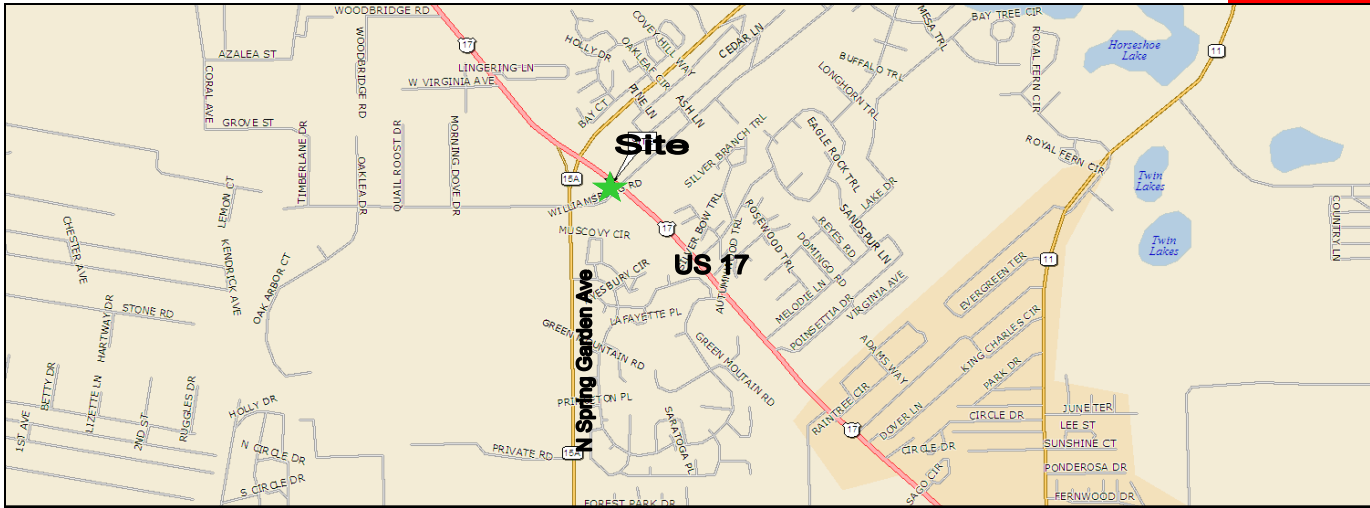 WOODBRIDGE RD
17
AZALEA ST
CORAL AVE
WOODBRIDGE RD
LINGERING LN
W VIRGINIA AVE
GROVE ST
TIMBERLANE DR
OAKLEA DR
QUAIL ROOST DR
MORNING DOVE DR
HOLLY DR
COVEY HILL WAY
OAKLEAF CIR
CEDAR LN
PINE LN
ASH LN
BAY CT
MESA TRL
BAY TREE CIR
BUFFALO TRL
LONGHORN TRL
ROYAL FERN CIR
Horseshoe
Lake
11
Site
15A
SILVER BRANCH TRL
EAGLE ROCK TRL
LAKE DR
ROYAL FERN CIR
Twin
Lakes
Twin
Lakes
COUNTRY LN
LEMON CT
KENDRICK AVE
CHESTER AVE
OAK ARBOR CT
MUSCOVY CIR
17
US 17
ROSEWOOD TRL
REYES RD
DOMINGO RD
SANDSPUR LN
MELODIE LN
POINSETTIA DR
VIRGINIA AVE
11
EVERGREEN TER
STONE RD
HARTWAY DR
N Spring Garden Ave
LAFAYETTE PL
GREEN MOUTAIN RD
ADAMS WAY
KING CHARLES CIR
PARK DR
BETTY DR
LIZETTE LN
RUGGLES DR
1ST AVE
2ND ST
HOLLY DR
N CIRCLE DR
S CIRCLE DR
PRIVATE RD
15A
SARATOGA PL
RAINTREE CIR
17
DOVER LN
CIRCLE DR
CIRCLE DR
JUNE TER
LEE ST
SUNSHINE CT
PONDEROSA DR
FERNWOOD DR
SAGO CIR
FOREST PARK DR